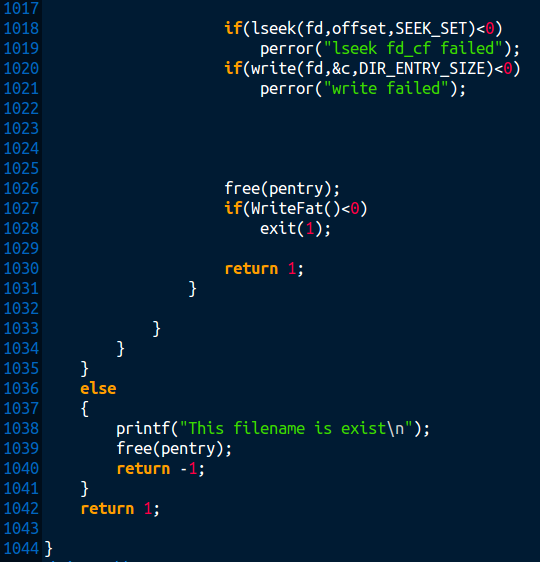 1017
1018 if(lseek(fd,offset,SEEK_SET)<0)
1019 perror("lseek fd_cf failed");
1020 if(write(fd,&c,DIR_ENTRY_SIZE)<0)
1021 perror("write failed");
1022
1023
1024
1025
1026 free(pentry);
1027 if(WriteFat()<0)
1028 exit(1);
1029
1030 return 1;
1031 }
1032
1033 }
1034 }
1035 }
1036 else
1037 {
1038 printf("This filename is exist\n");
1039 free(pentry);
1040 return -1;
1041 }
1042 return 1;
1043
1044 }